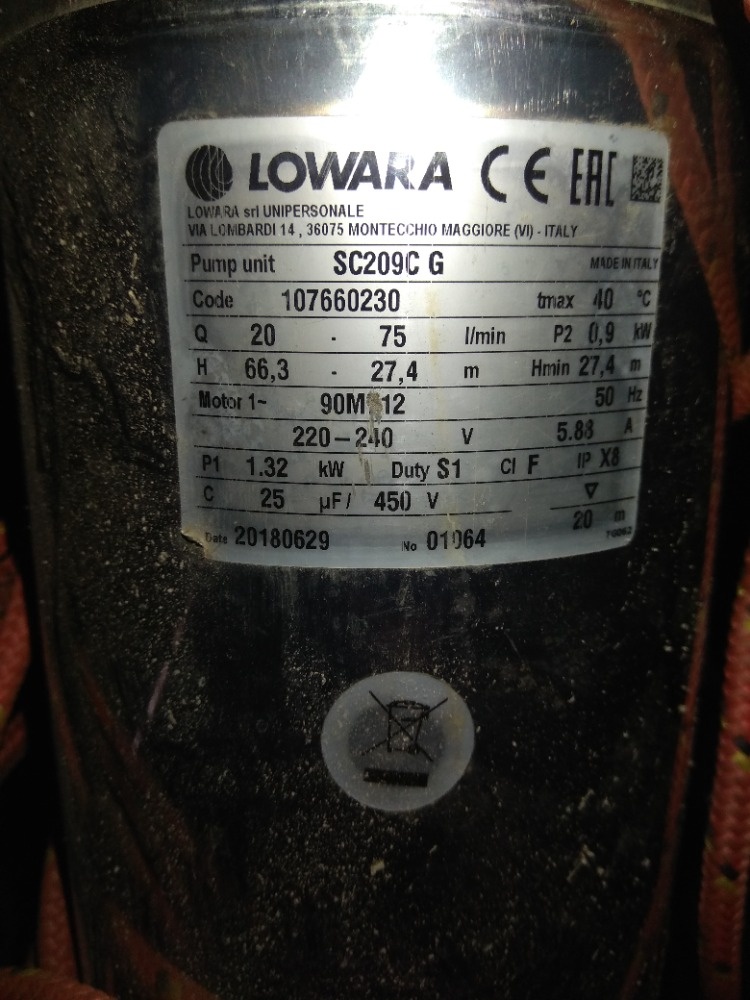 LOWARA CE EAC
LOWARA srl UNIPERSONALE
VIA LOMBARDI 14 , 36075 MONTECCHIO MAGGIORE (VI) - ITALY
Pump unit SC209C G MADE IN ITALY
Code 107660230 tmax 40 °C
Q 20 - 75 l/min P2 0,9 kW
H 66,3 - 27,4 m Hmin 27,4 m
Motor 1~ 50 Hz
220-240 V 5.88 A
P1 1.32 kW Duty S1 Cl F IP X8
C 25 µF/ 450 V
20 m
Date 20180629 No 01064